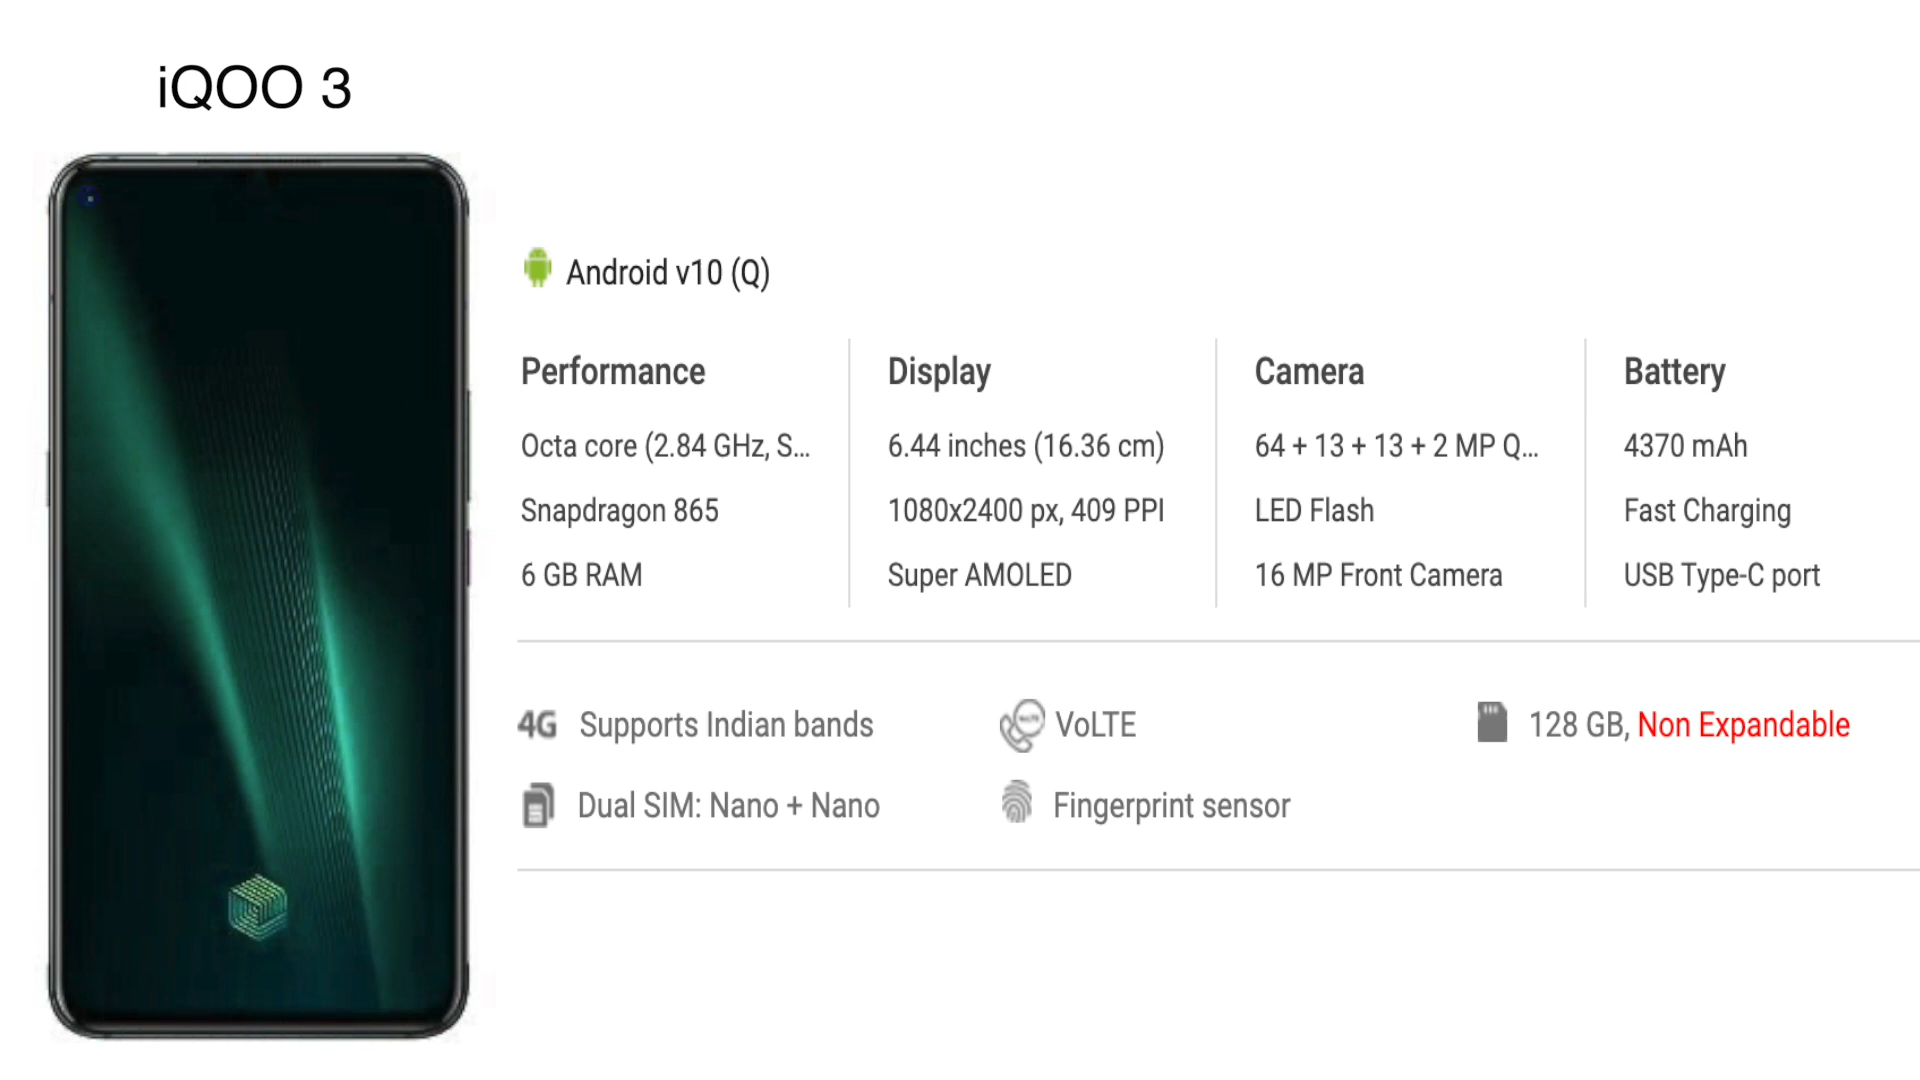 iQOO 3
Android v10 (Q)
Performance
Octa core (2.84 GHz, S...
Snapdragon 865
6 GB RAM
Display
6.44 inches (16.36 cm)
1080x2400 px, 409 PPI
Super AMOLED
Camera
64 + 13 + 13 + 2 MP Q...
LED Flash
16 MP Front Camera
Battery
4370 mAh
Fast Charging
USB Type-C port
4G Supports Indian bands
VoLTE
128 GB, Non Expandable
Dual SIM: Nano + Nano
Fingerprint sensor